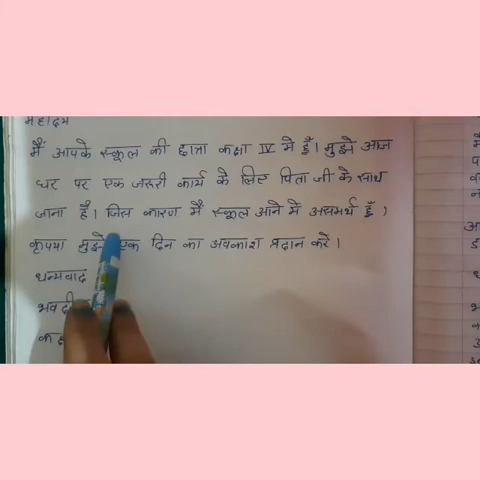 महोदय
मैं आपके स्कूल की छात्रा कक्षा IV में हूँ। मुझे आज
घर पर एक जरूरी कार्य के लिए पिता जी के साथ
जाना है। जिस कारण मैं स्कूल आने में असमर्थ हूँ।
कृपया मुझे एक दिन का अवकाश प्रदान करे।
धन्यवाद